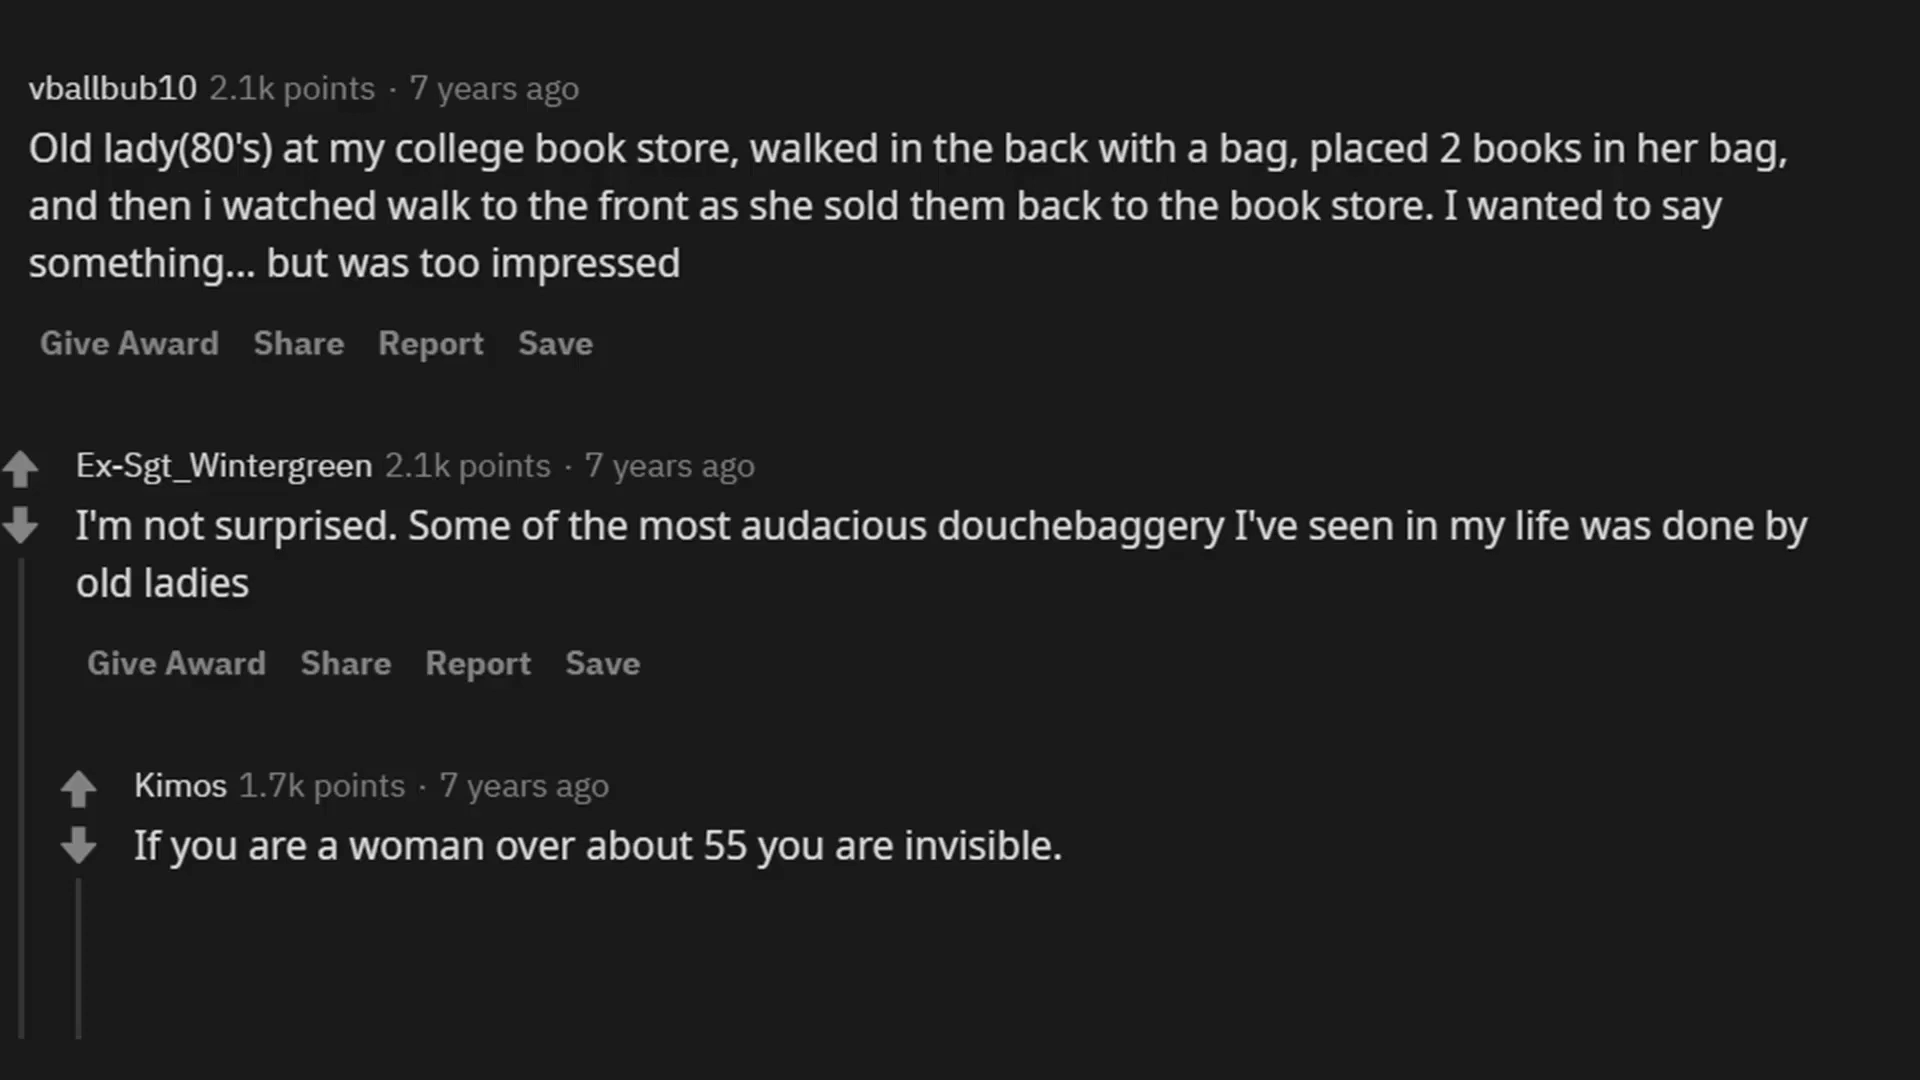 vballbub10 2.1k points · 7 years ago
Old lady(80's) at my college book store, walked in the back with a bag, placed 2 books in her bag,
and then i watched walk to the front as she sold them back to the book store. I wanted to say
something... but was too impressed
Give Award Share Report Save
Ex-Sgt_Wintergreen 2.1k points · 7 years ago
I'm not surprised. Some of the most audacious douchebaggery I've seen in my life was done by
old ladies
Give Award Share Report Save
Kimos 1.7k points · 7 years ago
If you are a woman over about 55 you are invisible.